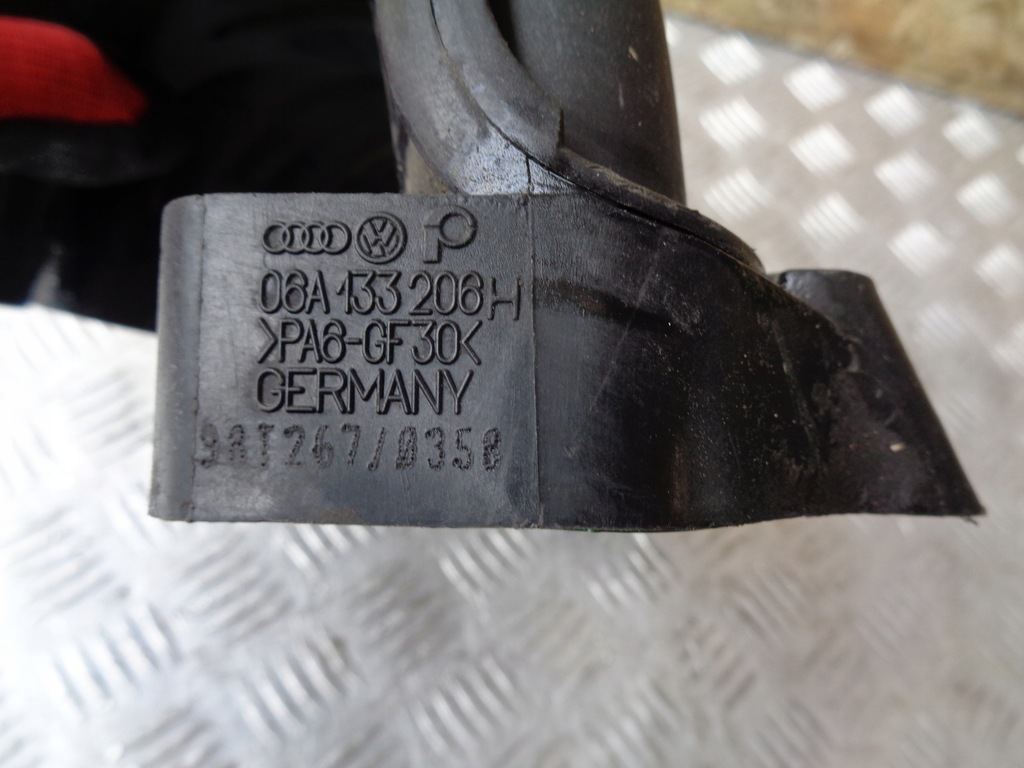 06A 133 206 H
>PA6-GF30<
GERMANY
98T267/0358